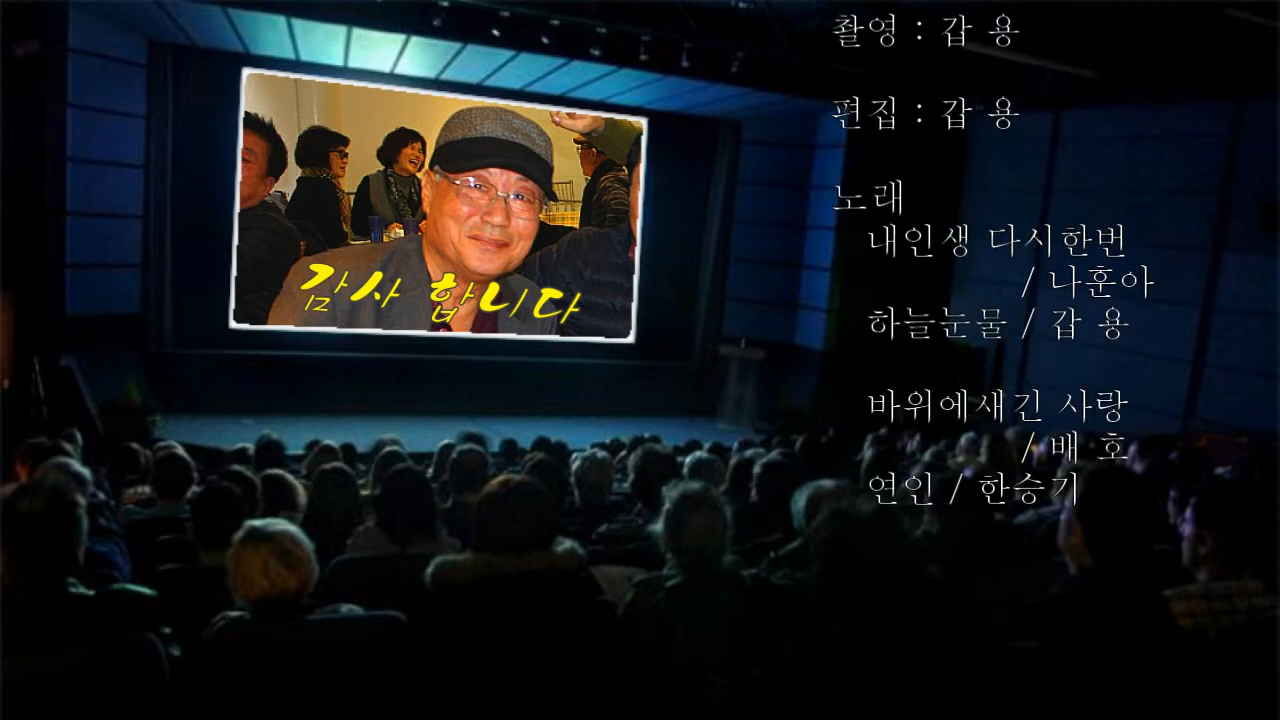 촬영 : 갑 용
편집 : 갑 용
노래
내인생 다시한번
/ 나훈아
하늘눈물 / 갑 용
바위에새긴 사랑
/ 배 호
연인 / 한승기
감사 합니다